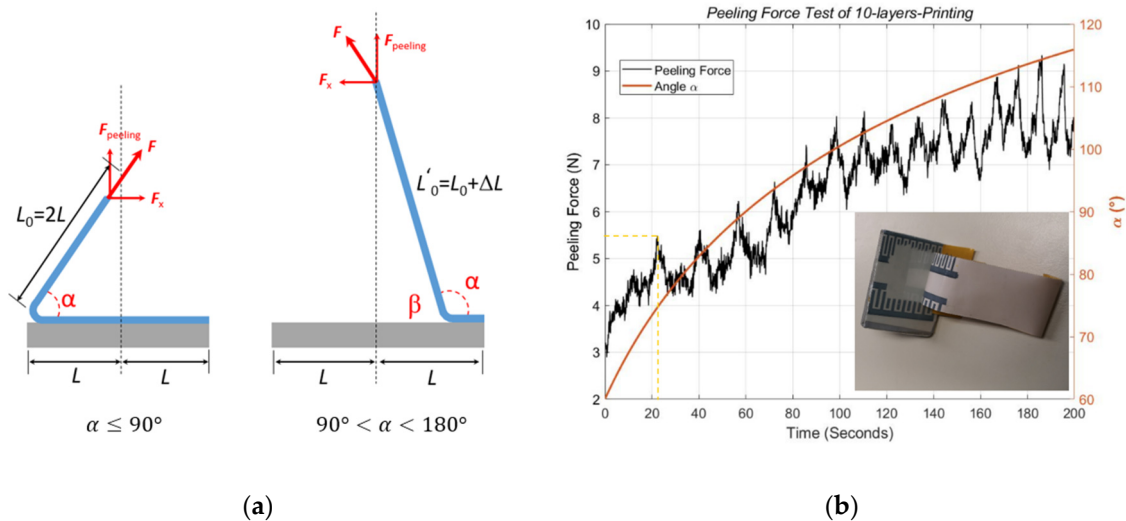 F
F_peeling
F_x
F_peeling
F
F_x
L_0=2L
L'_0=L_0+ΔL
α
β
α
L
L
L
L
α ≤ 90°
90° < α < 180°
(a)
Peeling Force Test of 10-layers-Printing
Peeling Force
Angle α
Peeling Force (N)
10
9
8
7
6
5
4
3
2
120
110
100
90
80
70
60
α (°)
0
20
40
60
80
100
120
140
160
180
200
Time (Seconds)
(b)